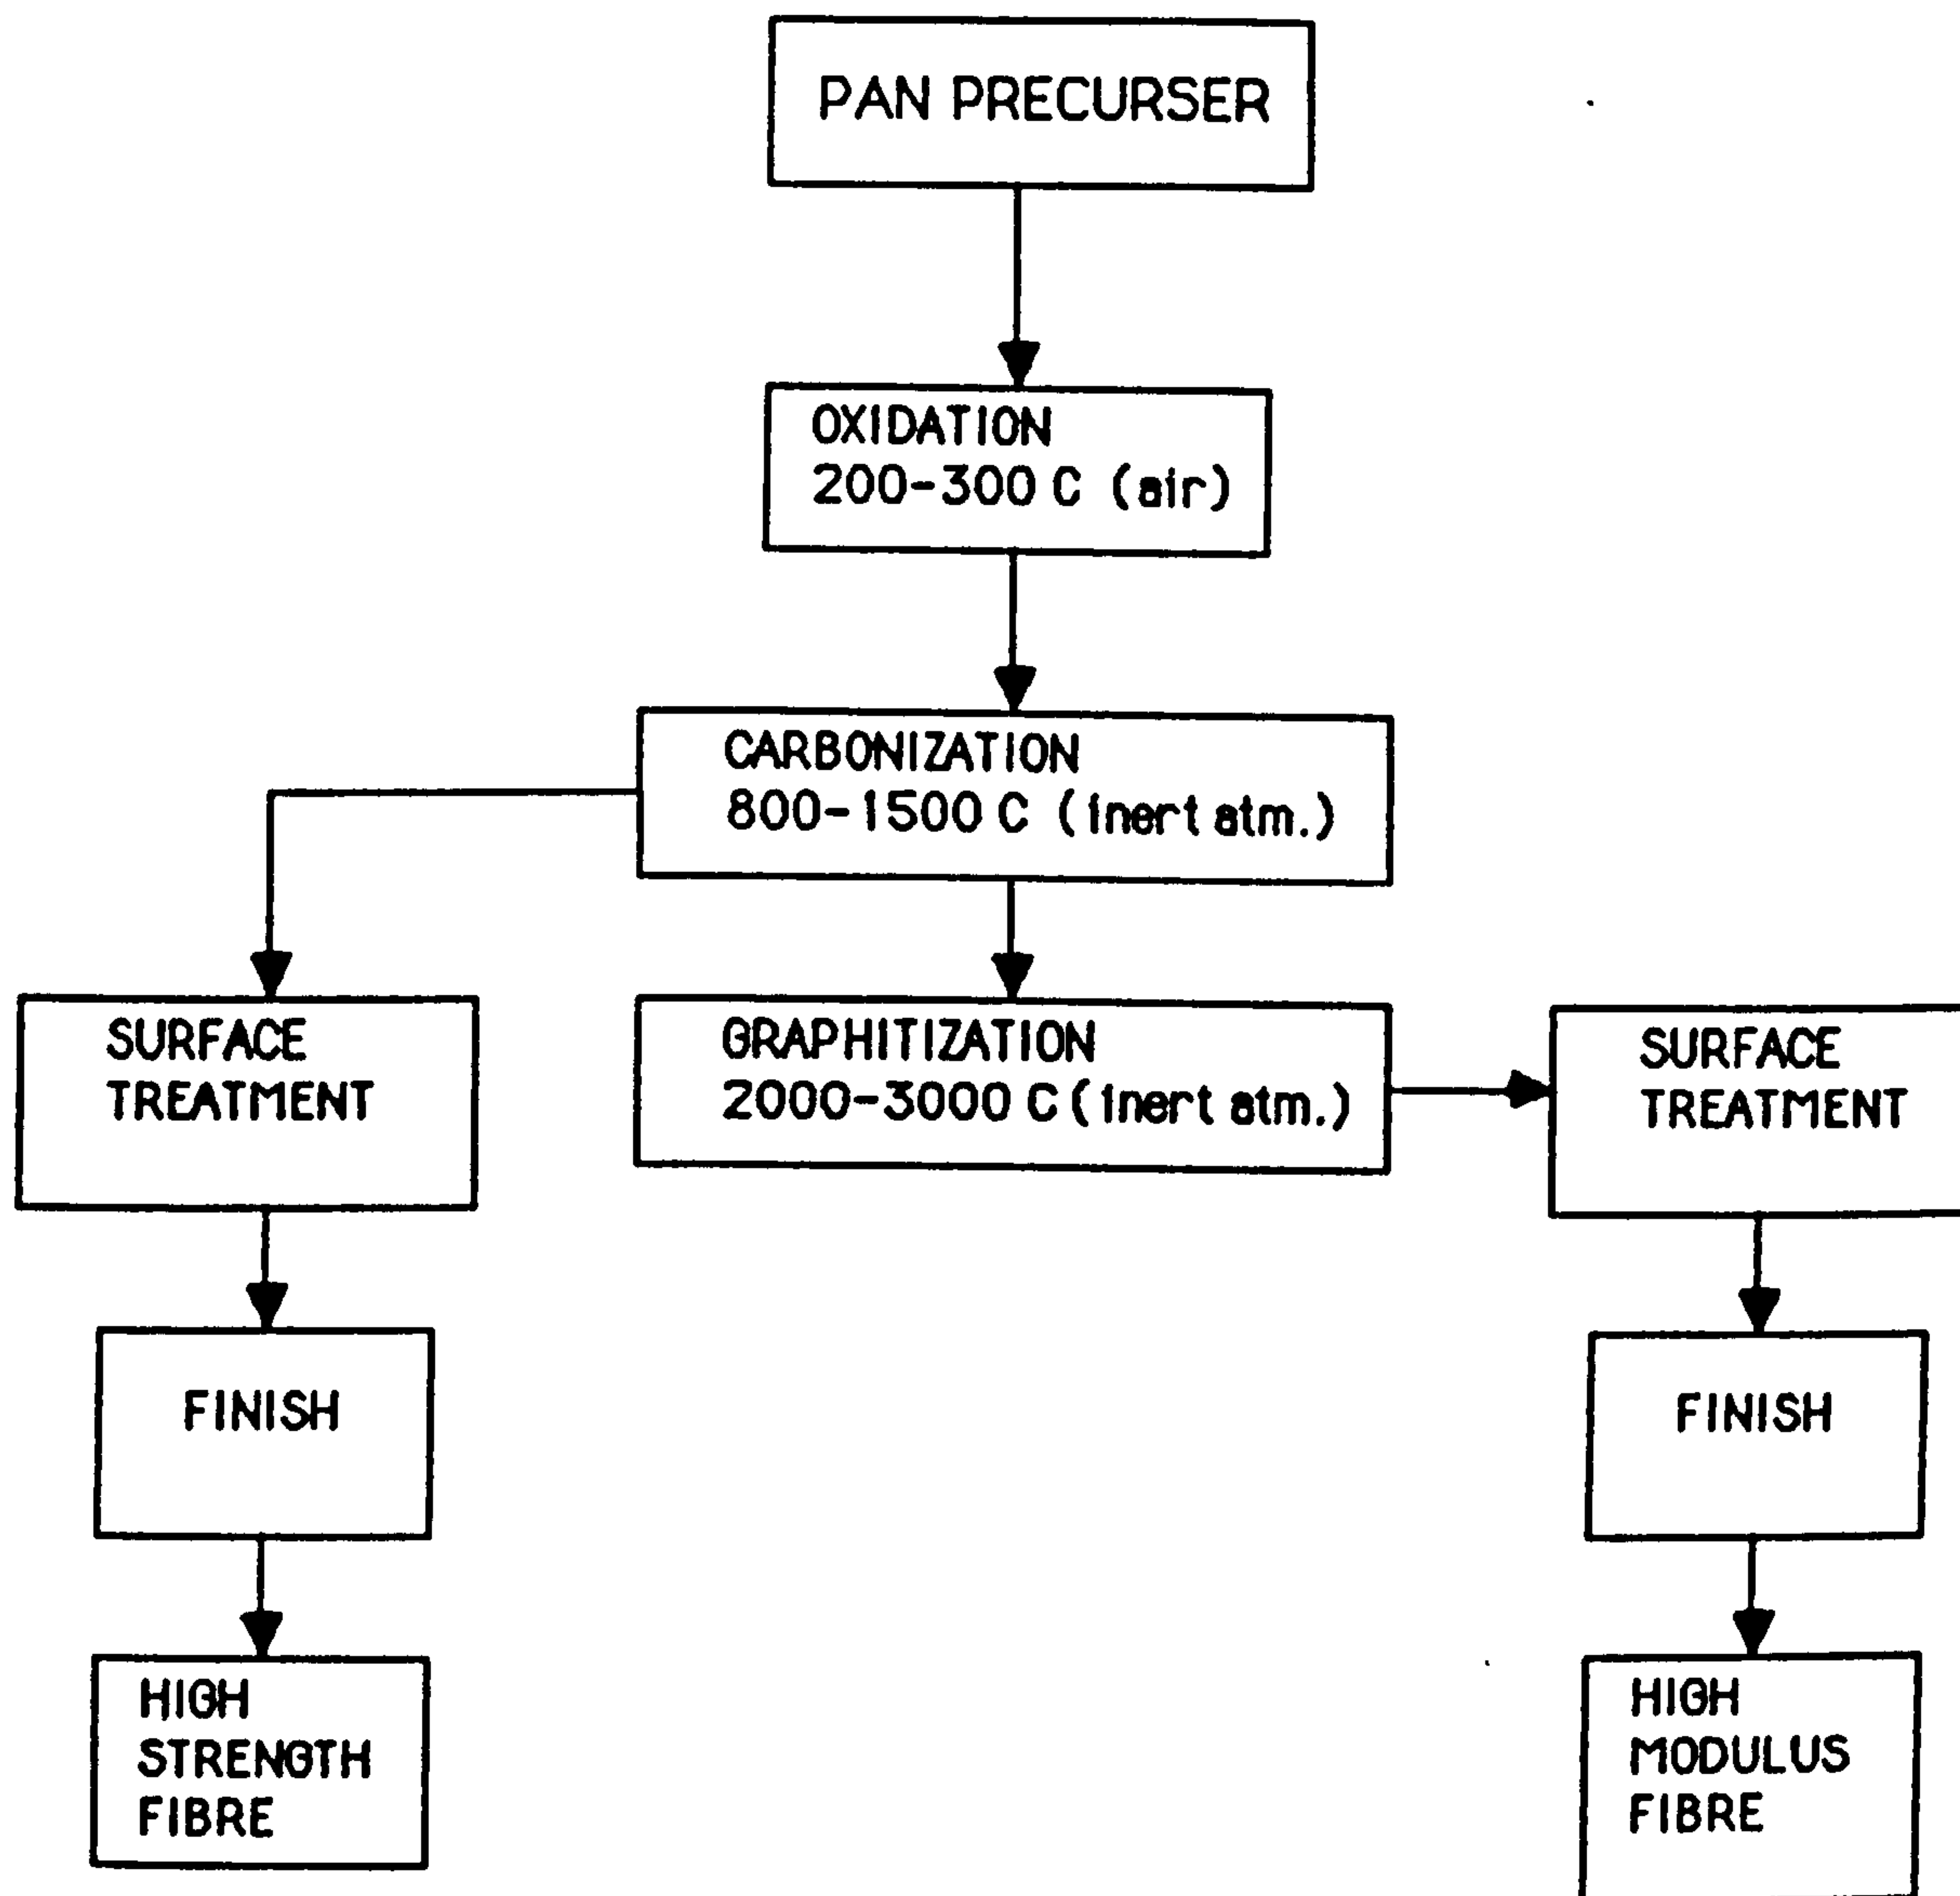 PAN PRECURSER
OXIDATION
200-300 C (air)
CARBONIZATION
800-1500 C (inert atm.)
SURFACE
TREATMENT
GRAPHITIZATION
2000-3000 C (inert atm.)
SURFACE
TREATMENT
FINISH
FINISH
HIGH
STRENGTH
FIBRE
HIGH
MODULUS
FIBRE